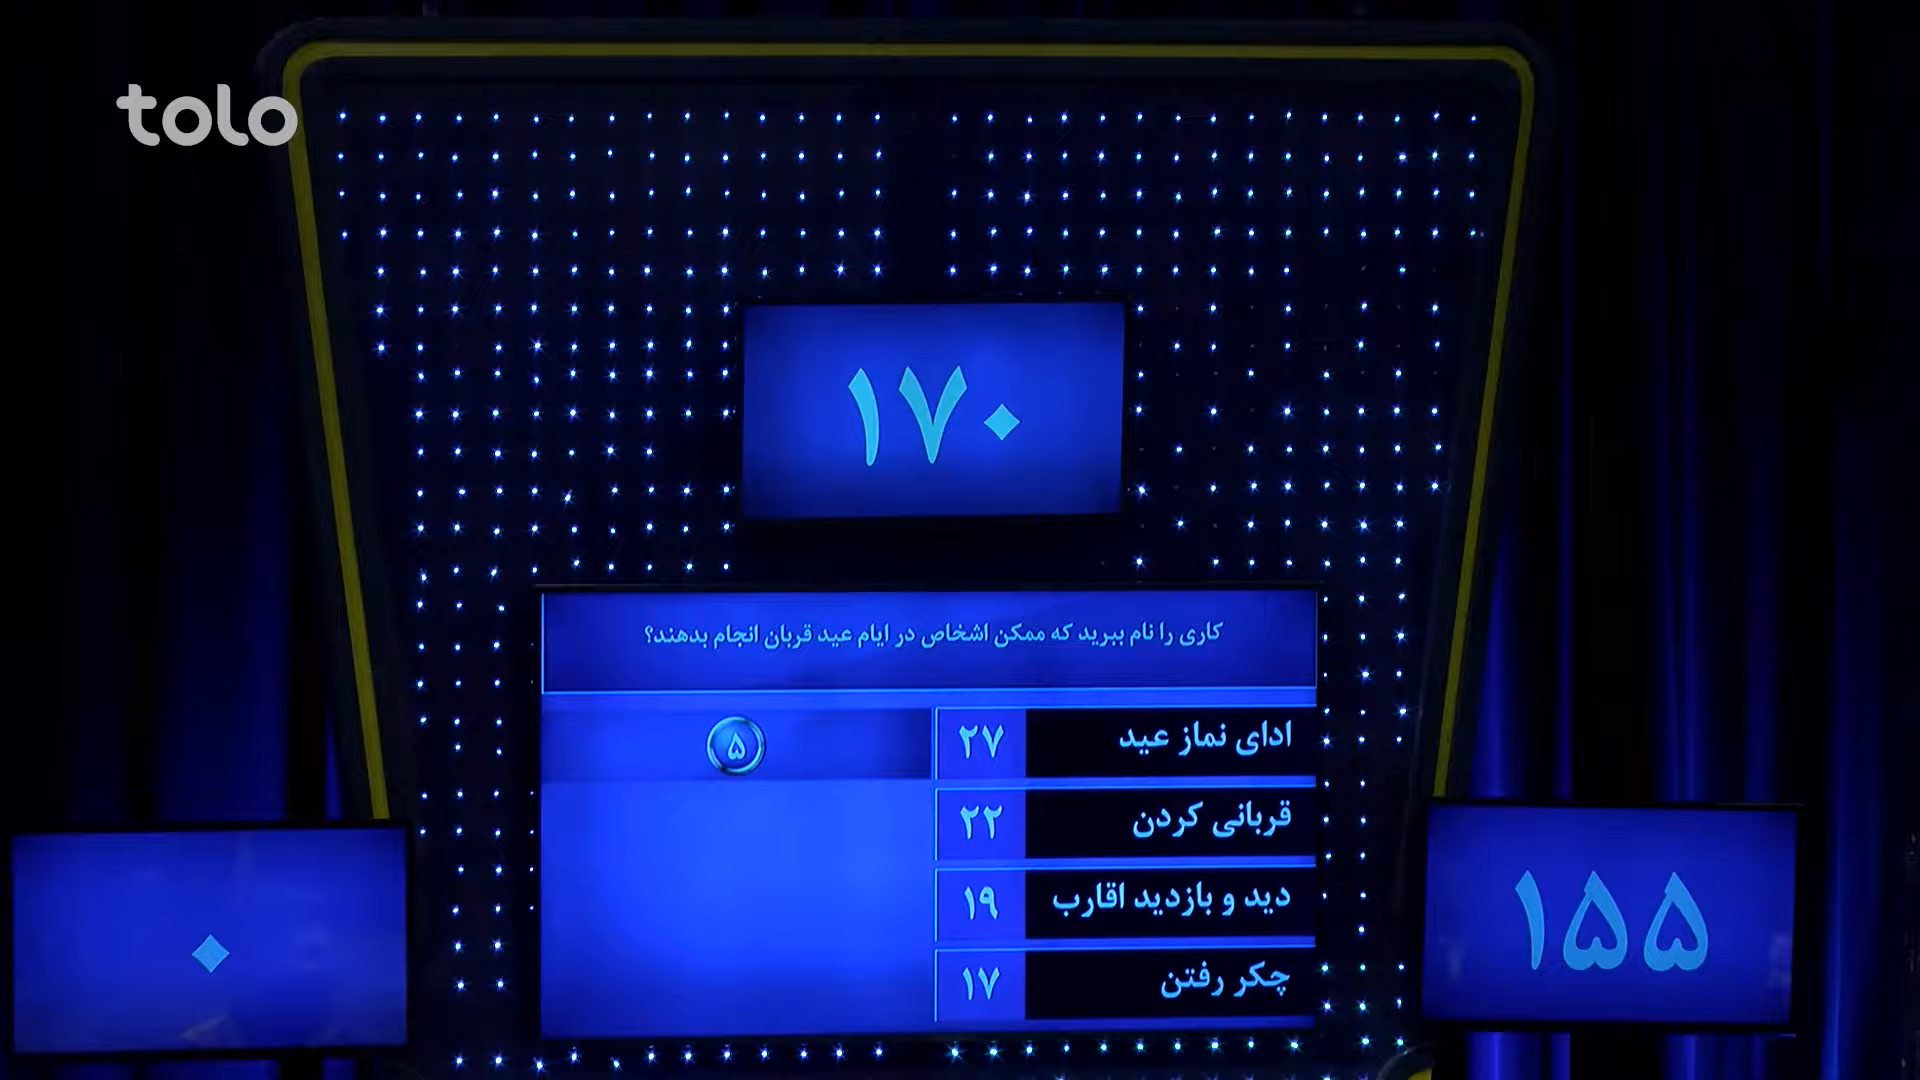 tolo
۱۷۰
کاری را نام ببرید که ممکن اشخاص در ایام عید قربان انجام بدهند؟
ادای نماز عید ۲۷
قربانی کردن ۲۲
دید و بازدید اقارب ۱۹
چکر رفتن ۱۷
۵
۱۵۵
۰